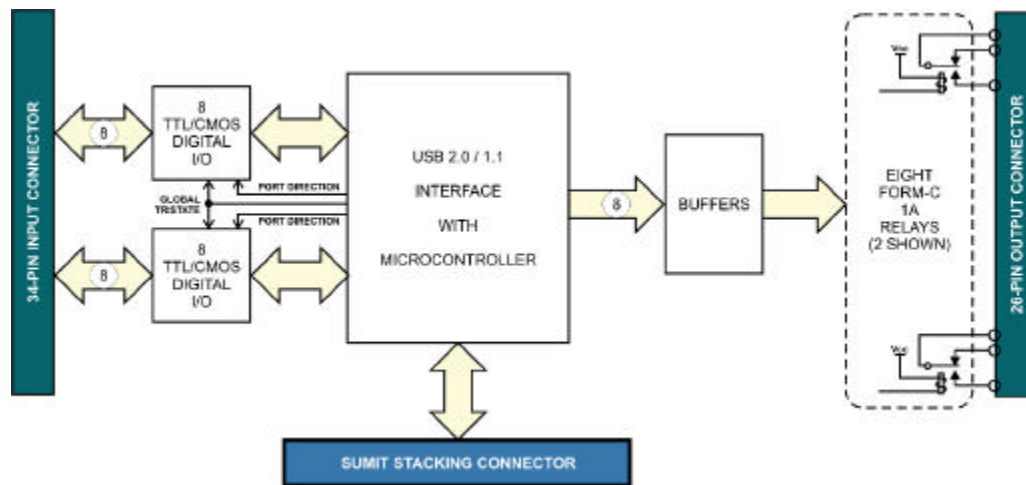 34-PIN INPUT CONNECTOR
8
8
TTL/CMOS
DIGITAL
I/O
PORT DIRECTION
GLOBAL
TRISTATE
PORT DIRECTION
8
8
TTL/CMOS
DIGITAL
I/O
USB 2.0 / 1.1
INTERFACE
WITH
MICROCONTROLLER
8
BUFFERS
Vcc
EIGHT
FORM-C
1A
RELAYS
(2 SHOWN)
Vcc
26-PIN OUTPUT CONNECTOR
SUMIT STACKING CONNECTOR